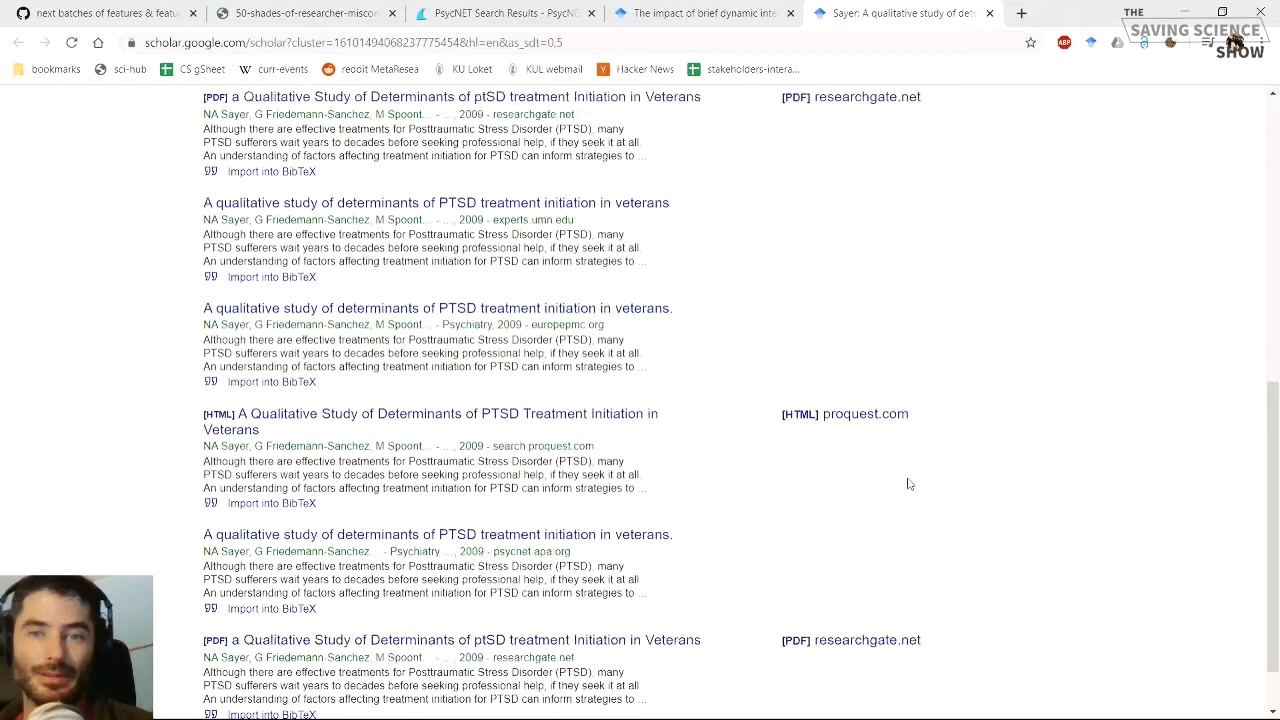 next batches of features & featu
50-shades-of-researcher-miscon
PsycNET Search Results - PsycNE
The impact of brief dynamic inte
Sayer: A qualitative study of dete
THE
SAVING SCIENCE
SHOW
bookmarks
sci-hub
CS gSheet
curr-events
reddit MetaResea
KU Loket
KU webmail
Hacker News
stakeholders-intera...
[PDF] a Qualitative Study of Determinants of ptSD treatment Initiation in Veterans
[PDF] researchgate.net
NA Sayer, G Friedemann-Sanchez, M Spoont... - ..., 2009 - researchgate.net
Although there are effective treatments for Posttraumatic Stress Disorder (PTSD), many
PTSD sufferers wait years to decades before seeking professional help, if they seek it at all.
An understanding of factors affecting treatment initiation for PTSD can inform strategies to ...
Import into BibTeX
A qualitative study of determinants of PTSD treatment initiation in veterans
NA Sayer, G Friedemann-Sanchez, M Spoont... - ..., 2009 - experts.umn.edu
Although there are effective treatments for Posttraumatic Stress Disorder (PTSD), many
PTSD sufferers wait years to decades before seeking professional help, if they seek it at all.
An understanding of factors affecting treatment initiation for PTSD can inform strategies to ...
Import into BibTeX
A qualitative study of determinants of PTSD treatment initiation in veterans.
NA Sayer, G Friedemann-Sanchez, M Spoont... - Psychiatry, 2009 - europepmc.org
Although there are effective treatments for Posttraumatic Stress Disorder (PTSD), many
PTSD sufferers wait years to decades before seeking professional help, if they seek it at all.
An understanding of factors affecting treatment initiation for PTSD can inform strategies to ...
Import into BibTeX
[HTML] A Qualitative Study of Determinants of PTSD Treatment Initiation in
Veterans
[HTML] proquest.com
NA Sayer, G Friedemann-Sanchez, M Spoont... - ..., 2009 - search.proquest.com
Although there are effective treatments for Posttraumatic Stress Disorder (PTSD), many
PTSD sufferers wait years to decades before seeking professional help, if they seek it at all.
An understanding of factors affecting treatment initiation for PTSD can inform strategies to ...
Import into BibTeX
A qualitative study of determinants of PTSD treatment initiation in veterans.
NA Sayer, G Friedemann-Sanchez... - Psychiatry ..., 2009 - psycnet.apa.org
Although there are effective treatments for Posttraumatic Stress Disorder (PTSD), many
PTSD sufferers wait years to decades before seeking professional help, if they seek it at all.
An understanding of factors affecting treatment initiation for PTSD can inform strategies to ...
Import into BibTeX
[PDF] a Qualitative Study of Determinants of ptSD treatment Initiation in Veterans
[PDF] researchgate.net
NA Sayer, G Friedemann-Sanchez, M Spoont... - ..., 2009 - researchgate.net
Although there are effective treatments for Posttraumatic Stress Disorder (PTSD), many
PTSD sufferers wait years to decades before seeking professional help, if they seek it at all.
An understanding of factors affecting treatment initiation for PTSD can inform strategies to ...
Import into BibTeX